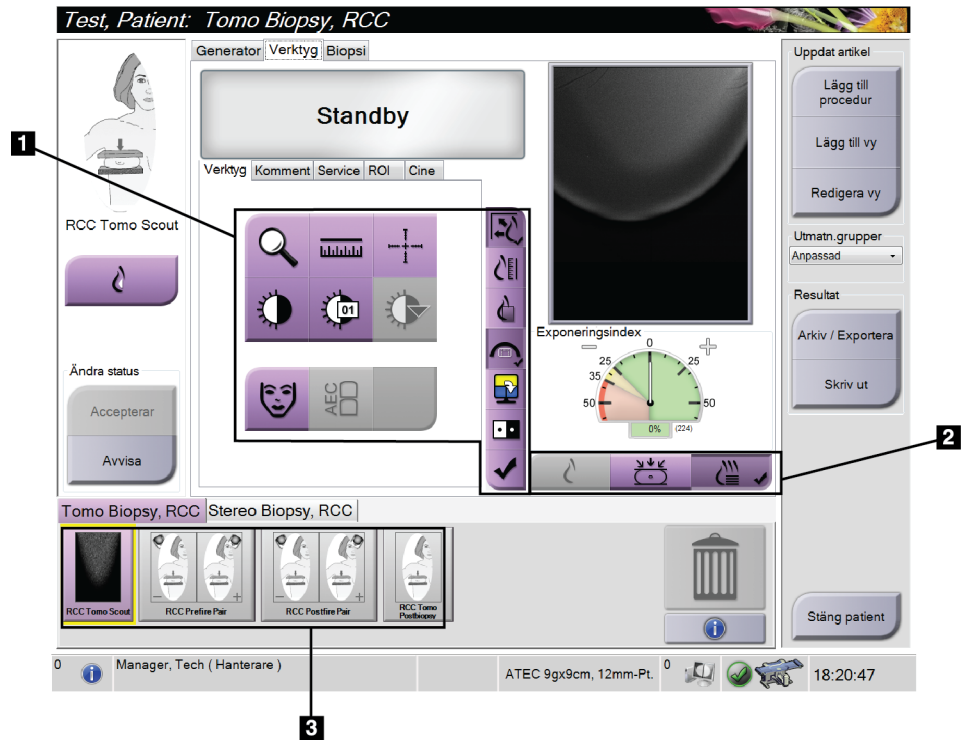 Test, Patient: Tomo Biopsy, RCC
Generator Verktyg Biopsi
Standby
Verktyg Komment Service ROI Cine
1
RCC Tomo Scout
01
AEC
Ändra status
Accepterar
Avvisa
Exponeringsindex
0
25 25
35
50 50
0% (224)
Uppdat artikel
Lägg till
procedur
Lägg till vy
Redigera vy
Utmatn.grupper
Anpassad
Resultat
Arkiv / Exportera
Skriv ut
2
Tomo Biopsy, RCC Stereo Biopsy, RCC
RCC Tomo Scout
RCC Prefire Pair
RCC Postfire Pair
RCC Tomo
Postbiopsy
Stäng patient
0 Manager, Tech ( Hanterare ) ATEC 9gx9cm, 12mm-Pt. 0 18:20:47
3